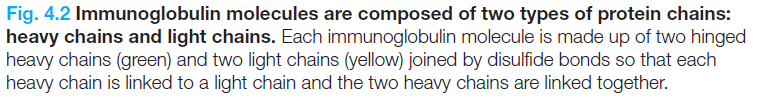 Fig. 4.2 Immunoglobulin molecules are composed of two types of protein chains:
heavy chains and light chains. Each immunoglobulin molecule is made up of two hinged
heavy chains (green) and two light chains (yellow) joined by disulfide bonds so that each
heavy chain is linked to a light chain and the two heavy chains are linked together.